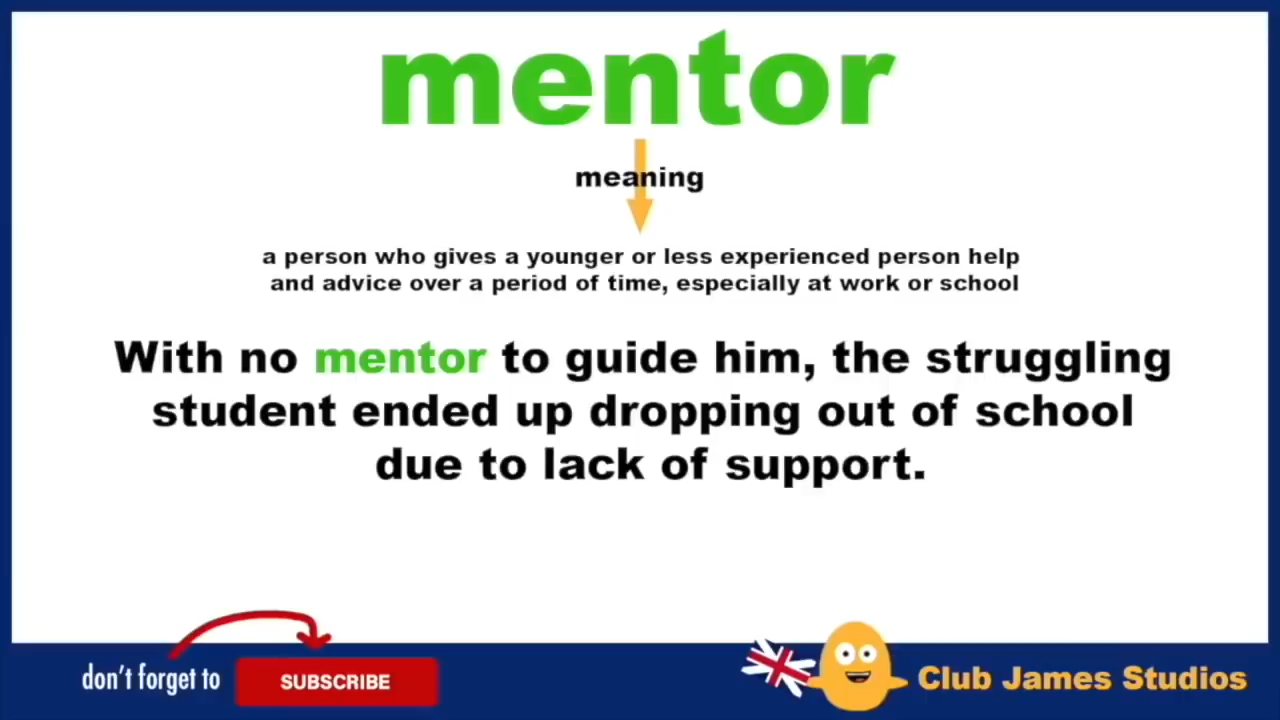 mentor
meaning
a person who gives a younger or less experienced person help
and advice over a period of time, especially at work or school
With no mentor to guide him, the struggling
student ended up dropping out of school
due to lack of support.
don't forget to SUBSCRIBE
Club James Studios